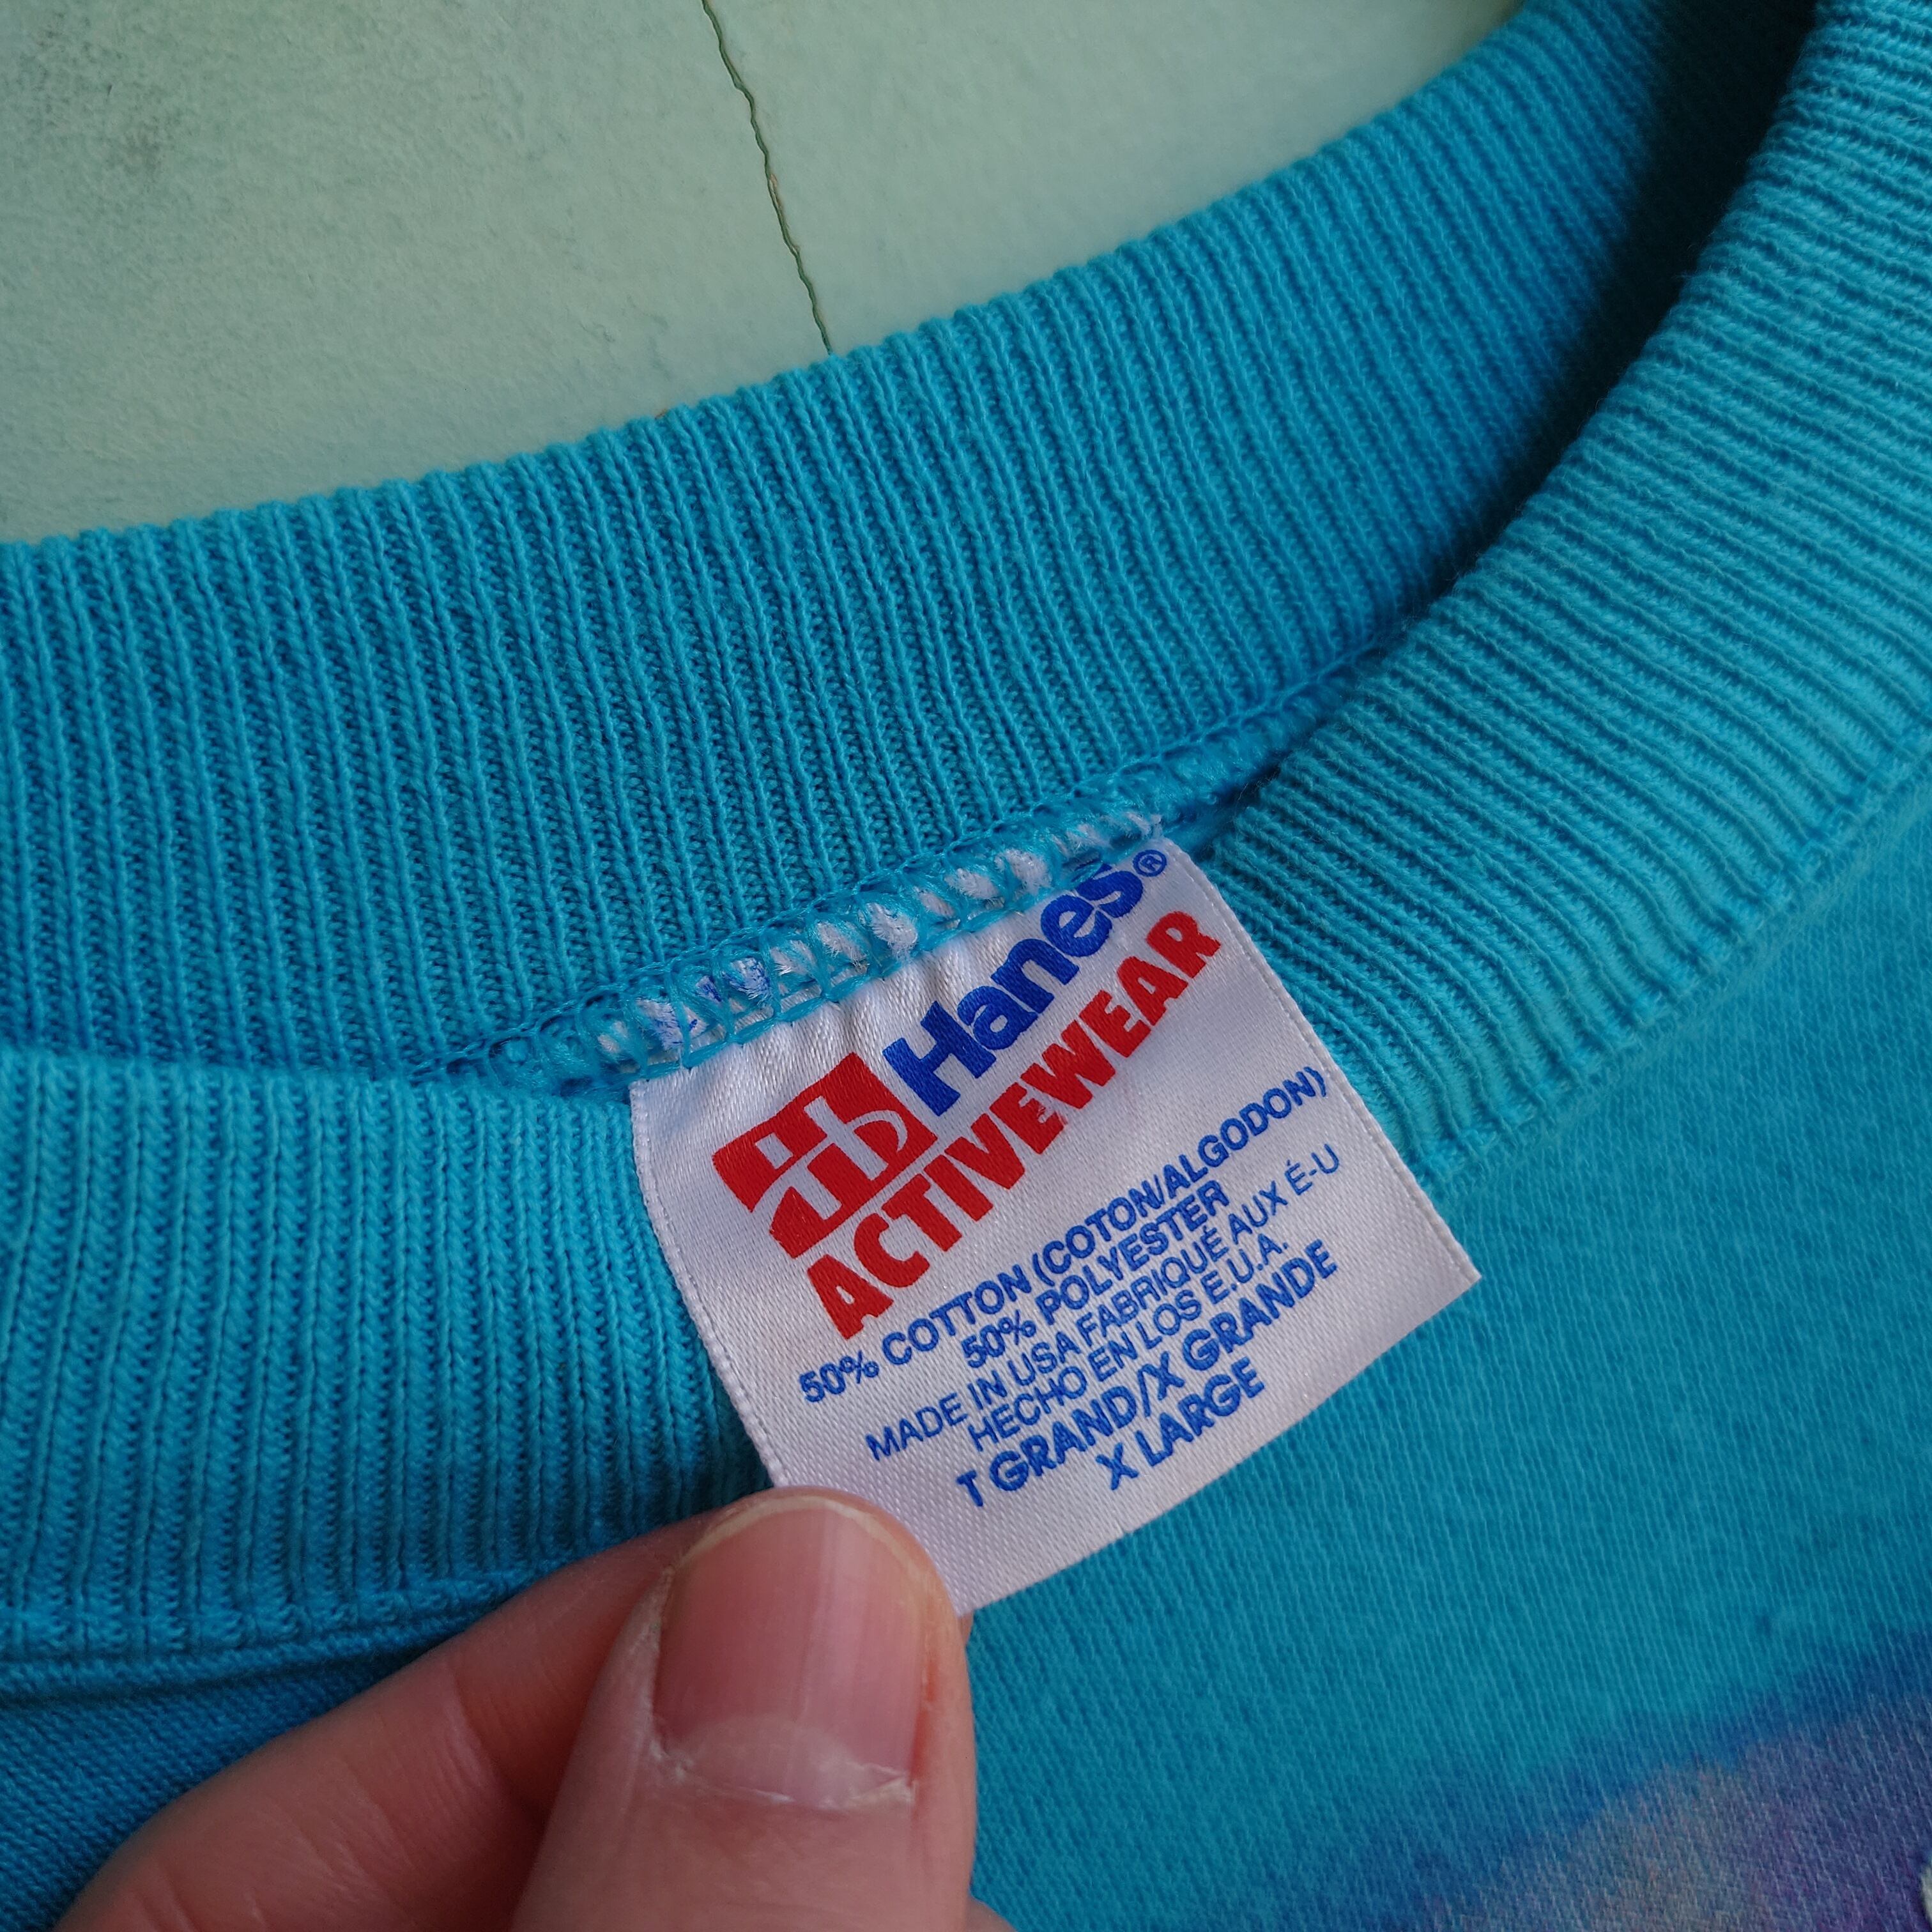 Hanes®
ACTIVEWEAR
50% COTTON (COTON/ALGODON)
50% POLYESTER
MADE IN USA FABRIQUÉ AUX É-U
HECHO EN LOS E.U.A.
T GRAND/X GRANDE
X LARGE